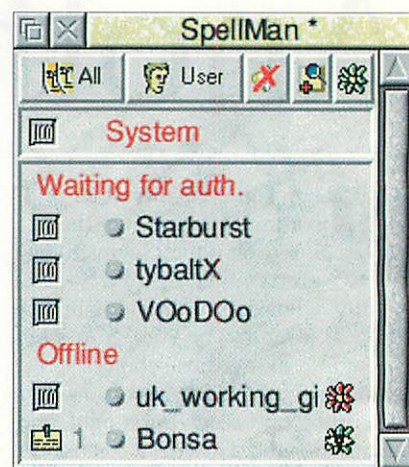 SpellMan *
All User
System
Waiting for auth.
Starburst
tybaltX
VOoDOo
Offline
uk_working_gi
1 Bonsa